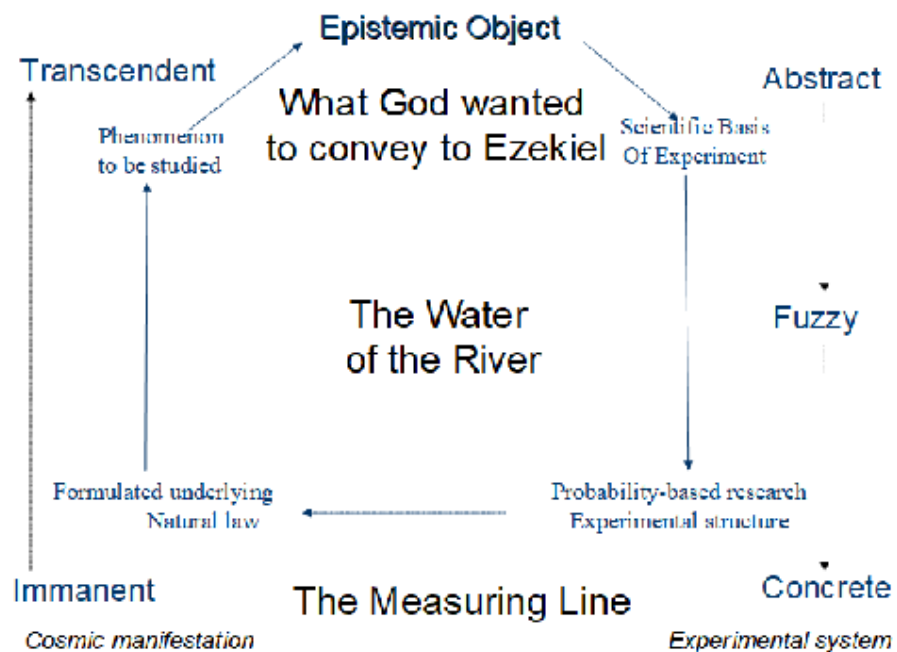 Epistemic Object
Transcendent
Abstract
What God wanted
to convey to Ezekiel
Phenomenon
to be studied
Scientific Basis
Of Experiment
The Water
of the River
Fuzzy
Formulated underlying
Natural law
Probability-based research
Experimental structure
Immanent
The Measuring Line
Concrete
Cosmic manifestation
Experimental system